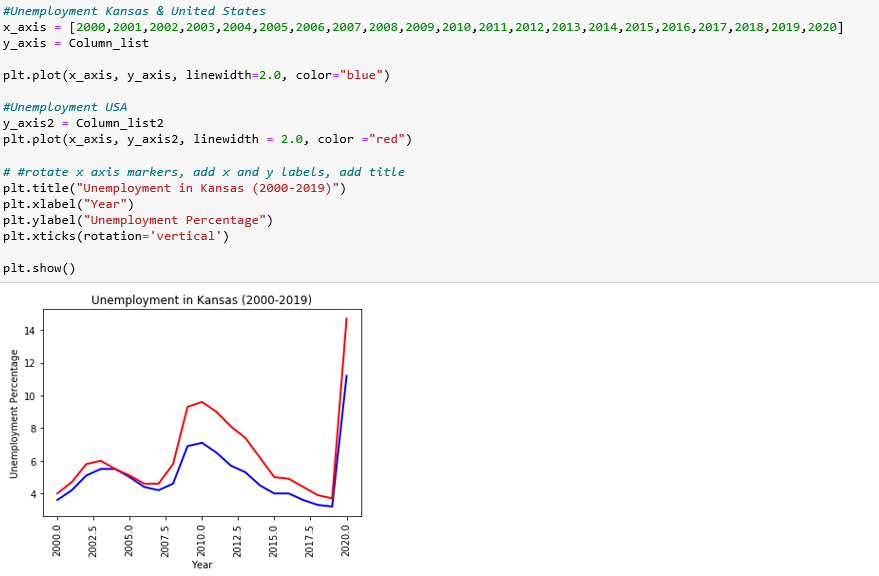 #Unemployment Kansas & United States
x_axis = [2000,2001,2002,2003,2004,2005,2006,2007,2008,2009,2010,2011,2012,2013,2014,2015,2016,2017,2018,2019,2020]
y_axis = Column_list
plt.plot(x_axis, y_axis, linewidth=2.0, color="blue")
#Unemployment USA
y_axis2 = Column_list2
plt.plot(x_axis, y_axis2, linewidth = 2.0, color ="red")
# #rotate x axis markers, add x and y labels, add title
plt.title("Unemployment in Kansas (2000-2019)")
plt.xlabel("Year")
plt.ylabel("Unemployment Percentage")
plt.xticks(rotation='vertical')
plt.show()
Unemployment in Kansas (2000-2019)
Unemployment Percentage
14
12
10
8
6
4
2000.0
2002.5
2005.0
2007.5
2010.0
2012.5
2015.0
2017.5
2020.0
Year